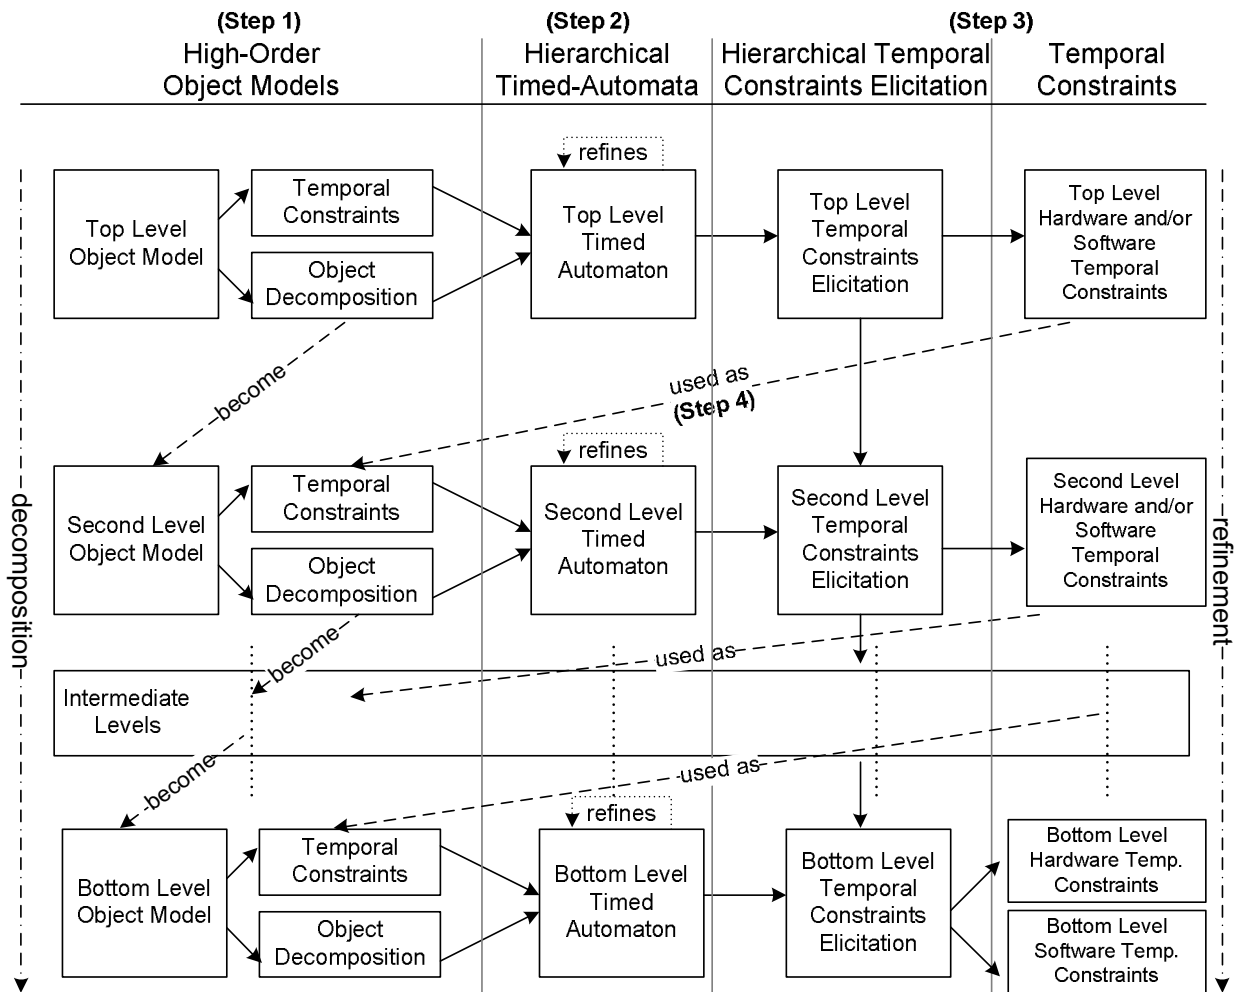 (Step 1)
(Step 2)
(Step 3)
High-Order
Object Models
Hierarchical
Timed-Automata
Hierarchical Temporal
Constraints Elicitation
Temporal
Constraints
refines
Top Level
Object Model
Temporal
Constraints
Object
Decomposition
Top Level
Timed
Automaton
Top Level
Temporal
Constraints
Elicitation
Top Level
Hardware and/or
Software
Temporal
Constraints
become
used as
(Step 4)
refines
decomposition
Second Level
Object Model
Temporal
Constraints
Object
Decomposition
Second Level
Timed
Automaton
Second Level
Temporal
Constraints
Elicitation
Second Level
Hardware and/or
Software
Temporal
Constraints
refinement
become
used as
Intermediate
Levels
become
used as
refines
Bottom Level
Object Model
Temporal
Constraints
Object
Decomposition
Bottom Level
Timed
Automaton
Bottom Level
Temporal
Constraints
Elicitation
Bottom Level
Hardware Temp.
Constraints
Bottom Level
Software Temp.
Constraints